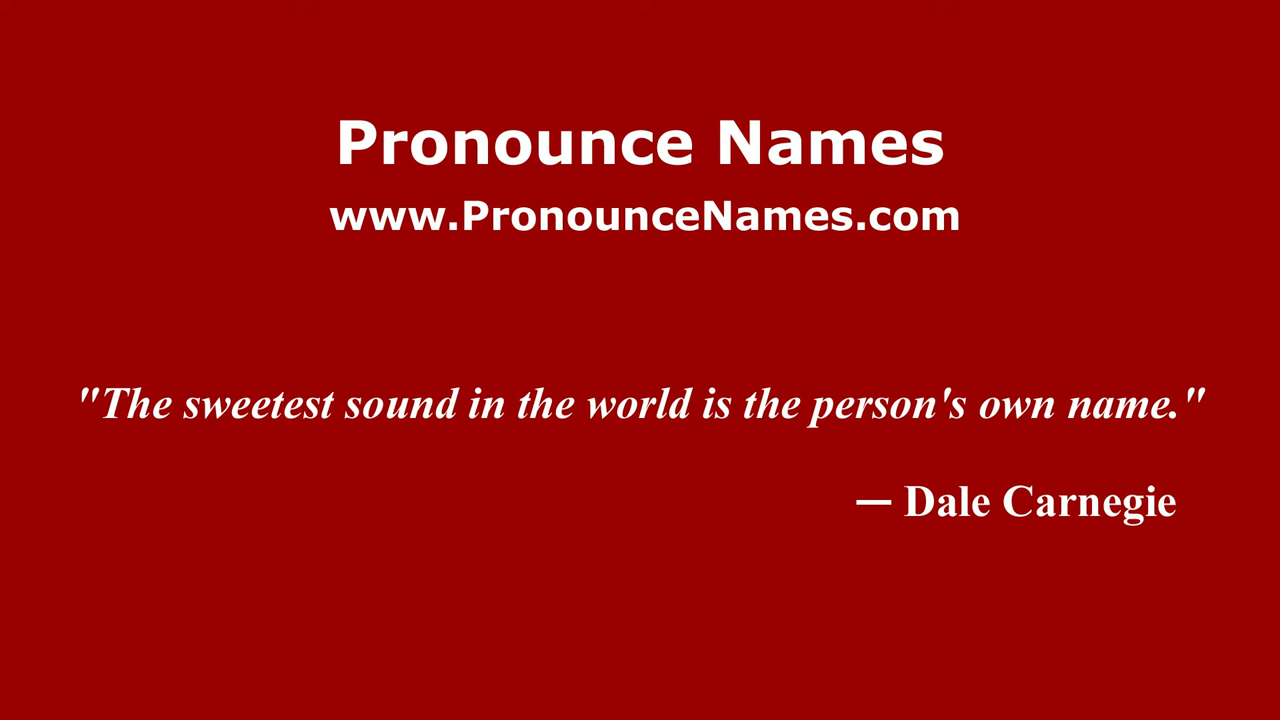 Pronounce Names
www.PronounceNames.com
"The sweetest sound in the world is the person's own name."
— Dale Carnegie